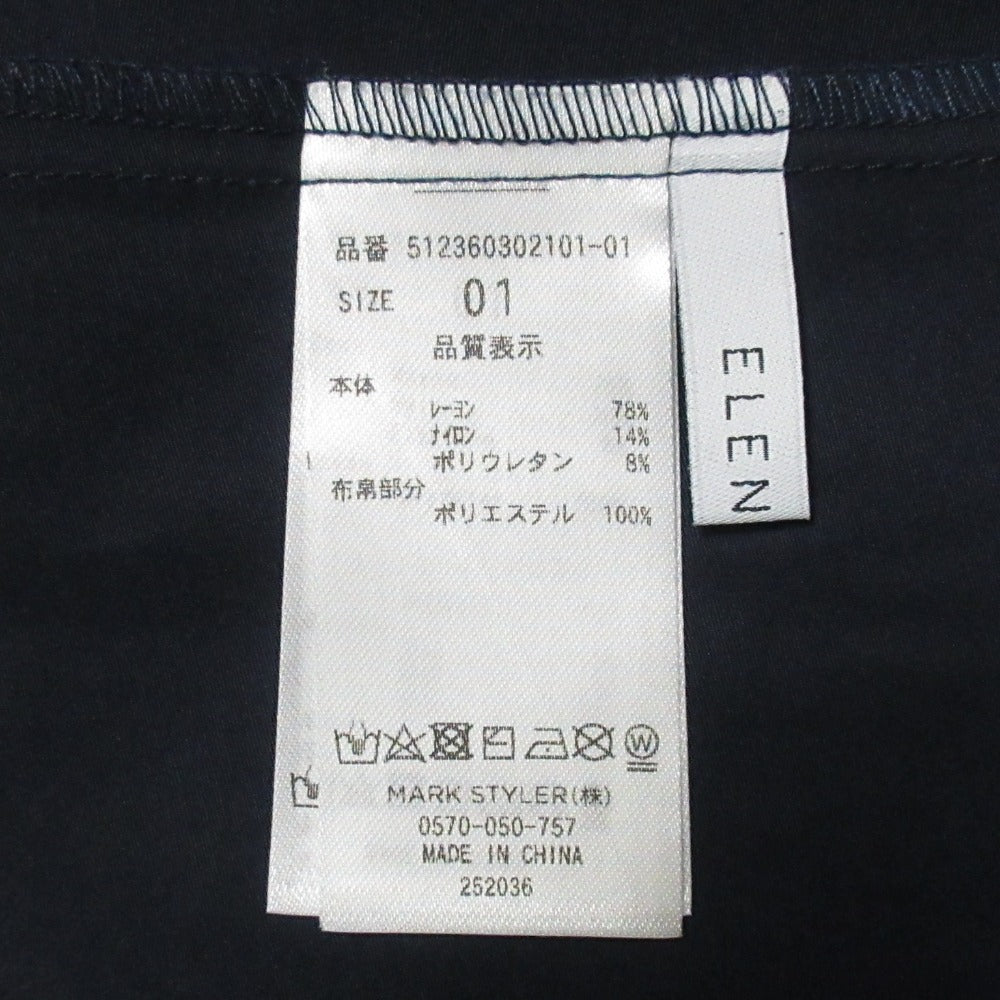 品番 512360302101-01
SIZE 01
品質表示
本体
レーヨン 78%
ナイロン 14%
ポリウレタン 8%
布帛部分
ポリエステル 100%
W
MARK STYLER(株)
0570-050-757
MADE IN CHINA
252036
ELEN